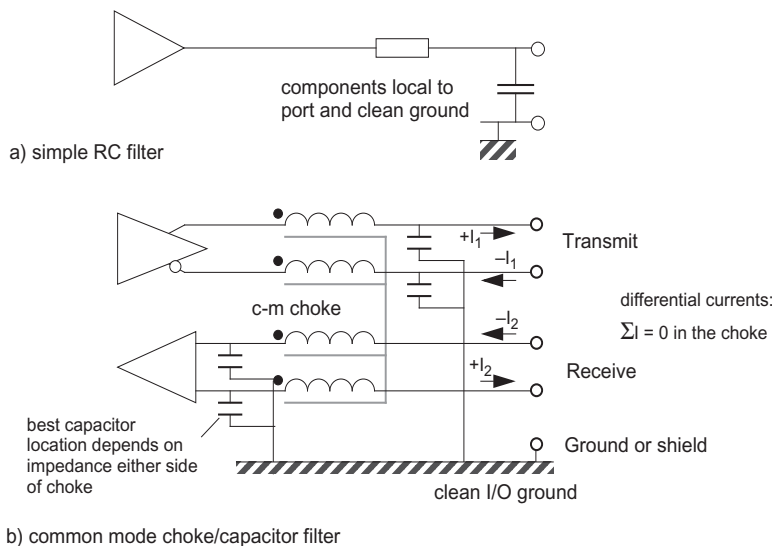 components local to
port and clean ground
a) simple RC filter
+I₁
Transmit
–I₁
c-m choke
differential currents:
ΣI = 0 in the choke
–I₂
+I₂
Receive
best capacitor
location depends on
impedance either side
of choke
Ground or shield
clean I/O ground
b) common mode choke/capacitor filter